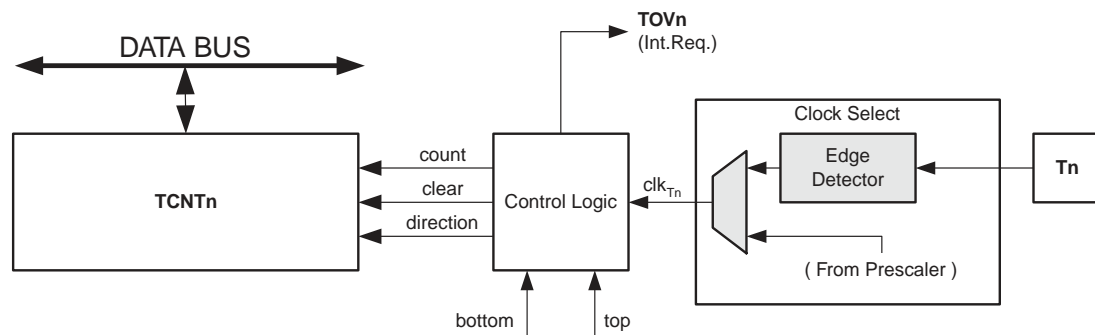 TOVn
(Int.Req.)
DATA BUS
Clock Select
count
Edge
Detector
Tn
TCNTn
clear
Control Logic
clkTn
direction
( From Prescaler )
bottom
top